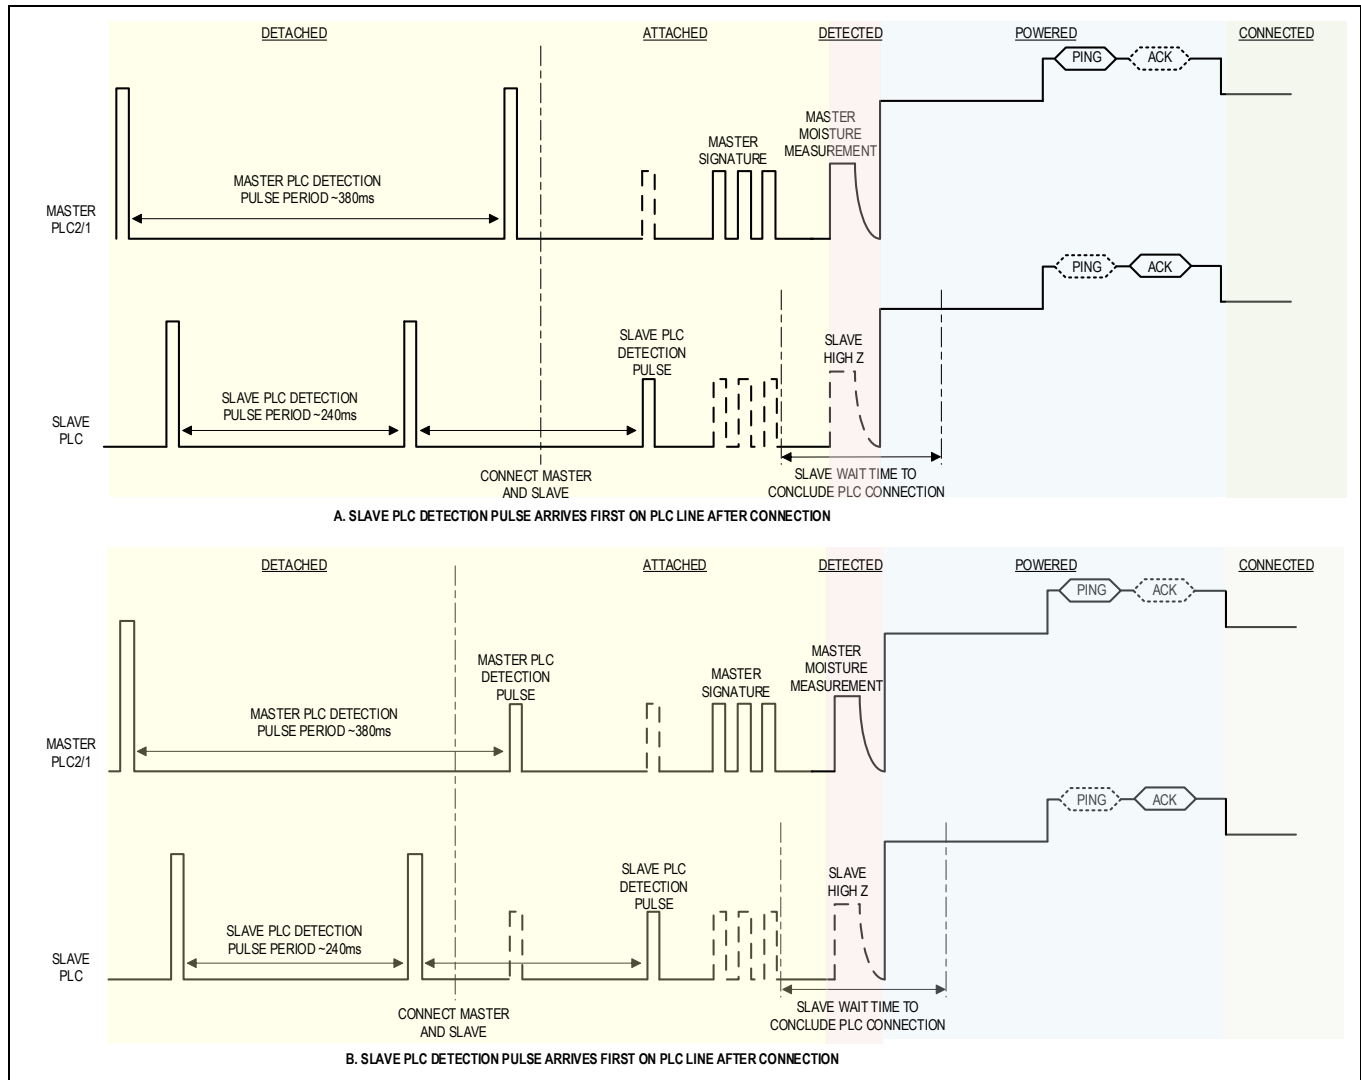 DETACHED
ATTACHED
DETECTED
POWERED
CONNECTED
PING
ACK
MASTER
MOISTURE
MEASUREMENT
MASTER
SIGNATURE
MASTER PLC DETECTION
PULSE PERIOD ~380ms
MASTER
PLC2/1
PING
ACK
SLAVE PLC
DETECTION
PULSE
SLAVE
HIGH Z
SLAVE PLC DETECTION
PULSE PERIOD ~240ms
SLAVE
PLC
CONNECT MASTER
AND SLAVE
SLAVE WAIT TIME TO
CONCLUDE PLC CONNECTION
A. SLAVE PLC DETECTION PULSE ARRIVES FIRST ON PLC LINE AFTER CONNECTION
DETACHED
ATTACHED
DETECTED
POWERED
CONNECTED
PING
ACK
MASTER PLC
DETECTION
PULSE
MASTER
SIGNATURE
MASTER
MOISTURE
MEASUREMENT
MASTER PLC DETECTION
PULSE PERIOD ~380ms
MASTER
PLC2/1
PING
ACK
SLAVE PLC
DETECTION
PULSE
SLAVE
HIGH Z
SLAVE PLC DETECTION
PULSE PERIOD ~240ms
SLAVE
PLC
CONNECT MASTER
AND SLAVE
SLAVE WAIT TIME TO
CONCLUDE PLC CONNECTION
B. SLAVE PLC DETECTION PULSE ARRIVES FIRST ON PLC LINE AFTER CONNECTION